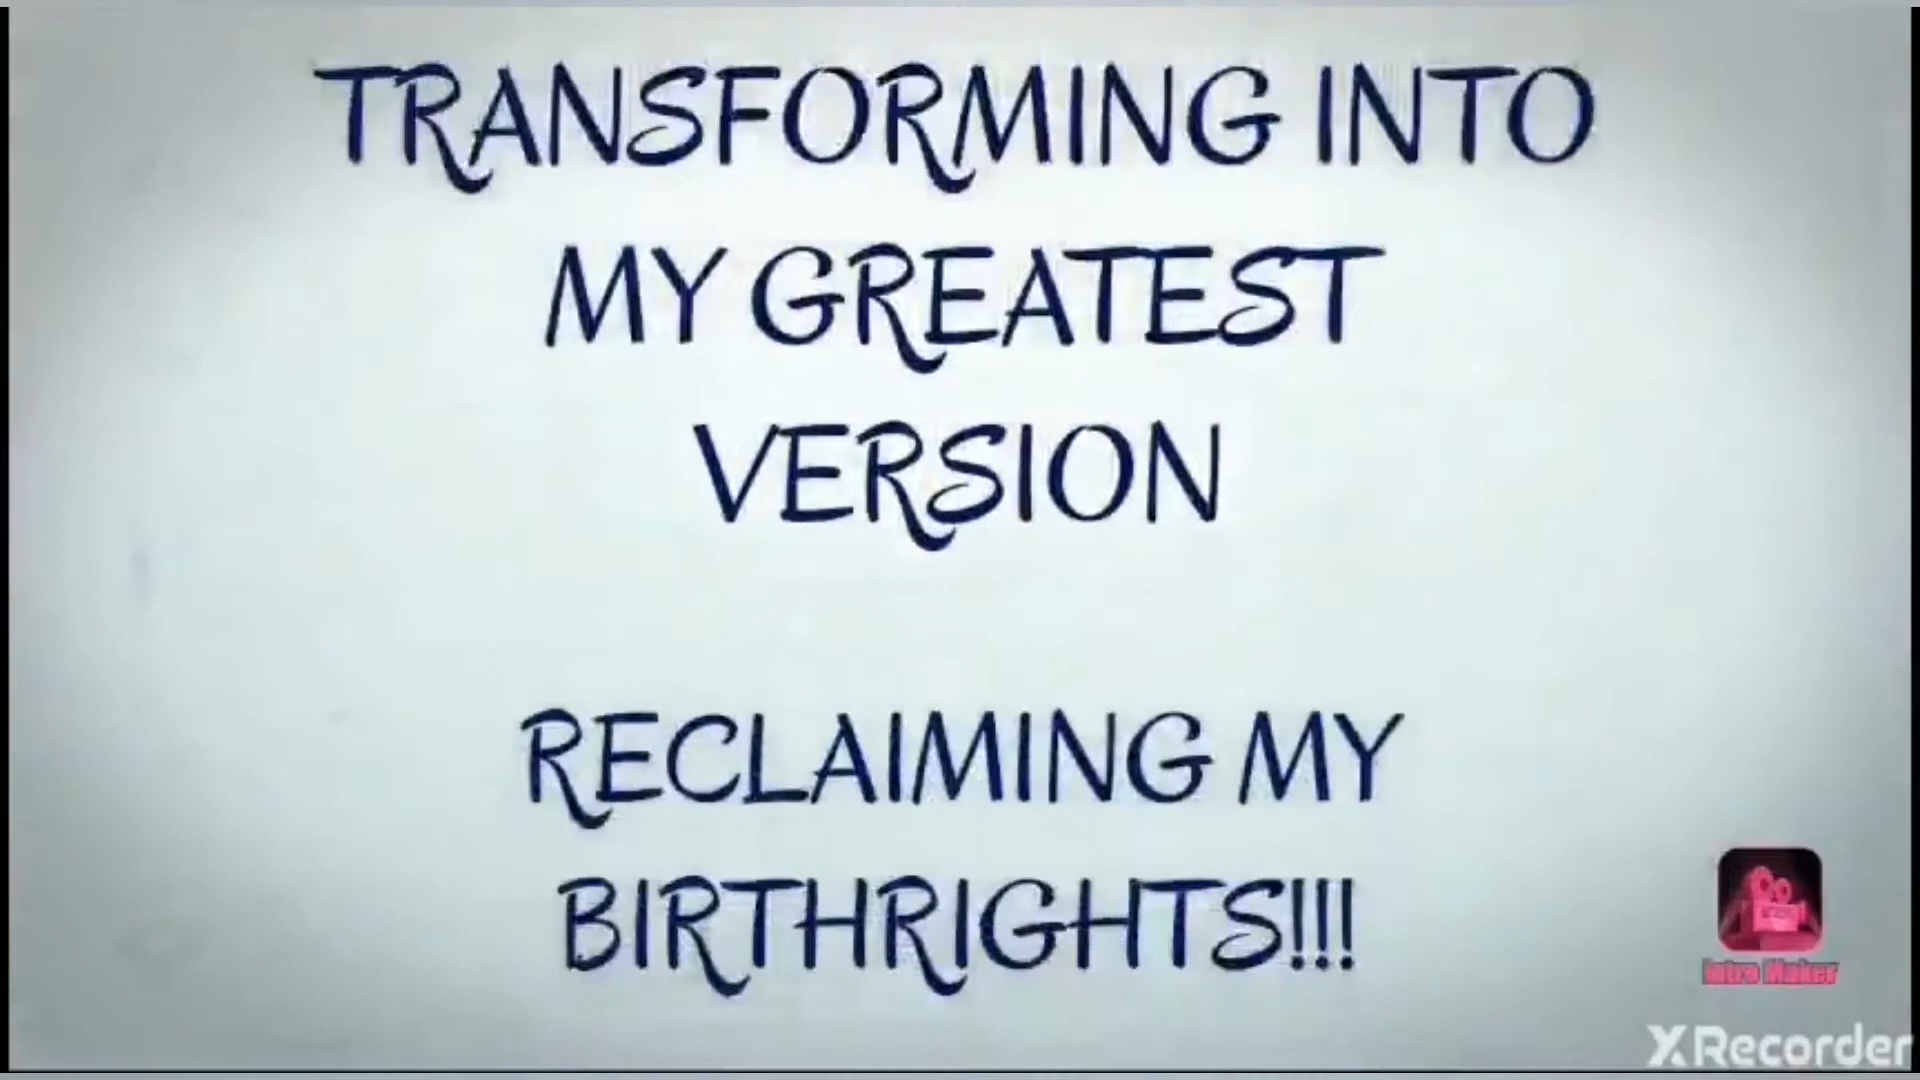 TRANSFORMING INTO
MY GREATEST
VERSION
RECLAIMING MY
BIRTHRIGHTS!!!
Intro Maker
XRecorder